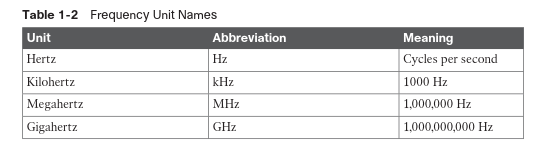 Table 1-2 Frequency Unit Names
Unit Abbreviation Meaning
Hertz Hz Cycles per second
Kilohertz kHz 1000 Hz
Megahertz MHz 1,000,000 Hz
Gigahertz GHz 1,000,000,000 Hz